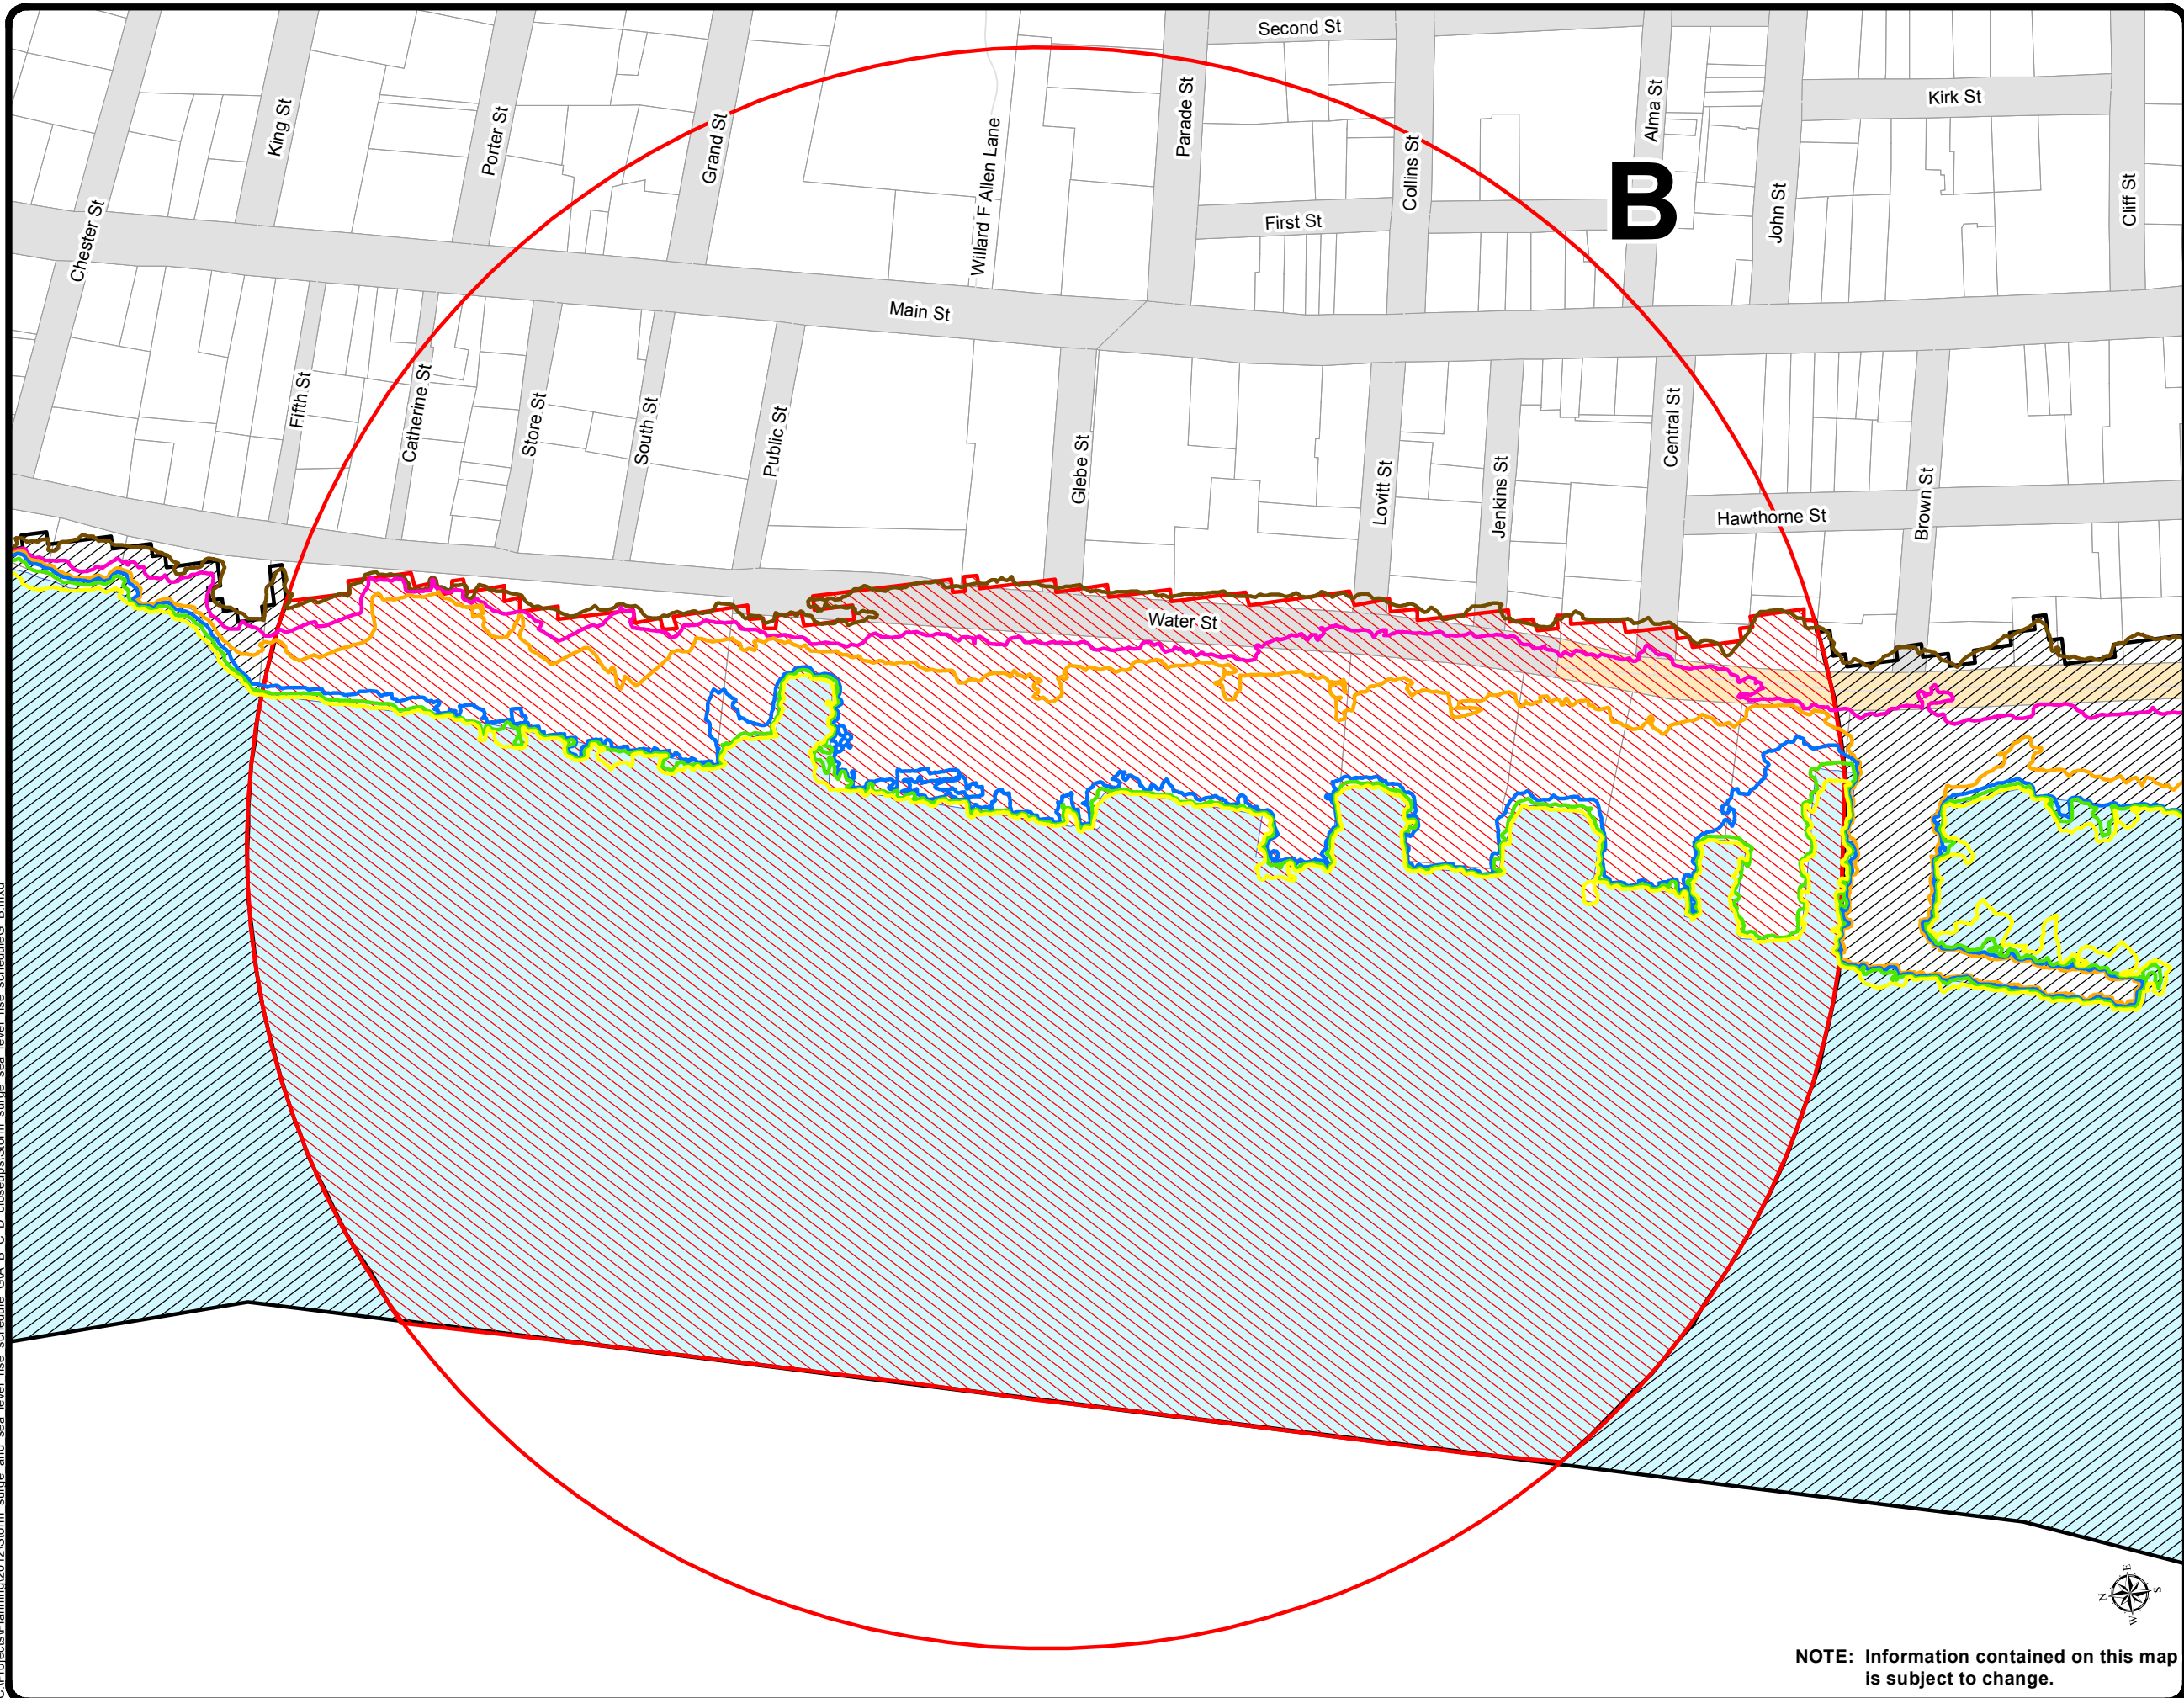 Second St
Kirk St
King St
Porter St
Grand St
Willard F Allen Lane
Parade St
Collins St
Alma St
B
John St
Cliff St
Chester St
First St
Main St
Fifth St
Catherine St
Store St
South St
Public St
Glebe St
Lovitt St
Jenkins St
Central St
Hawthorne St
Brown St
Water St
E
N
S
W
NOTE: Information contained on this map
is subject to change.